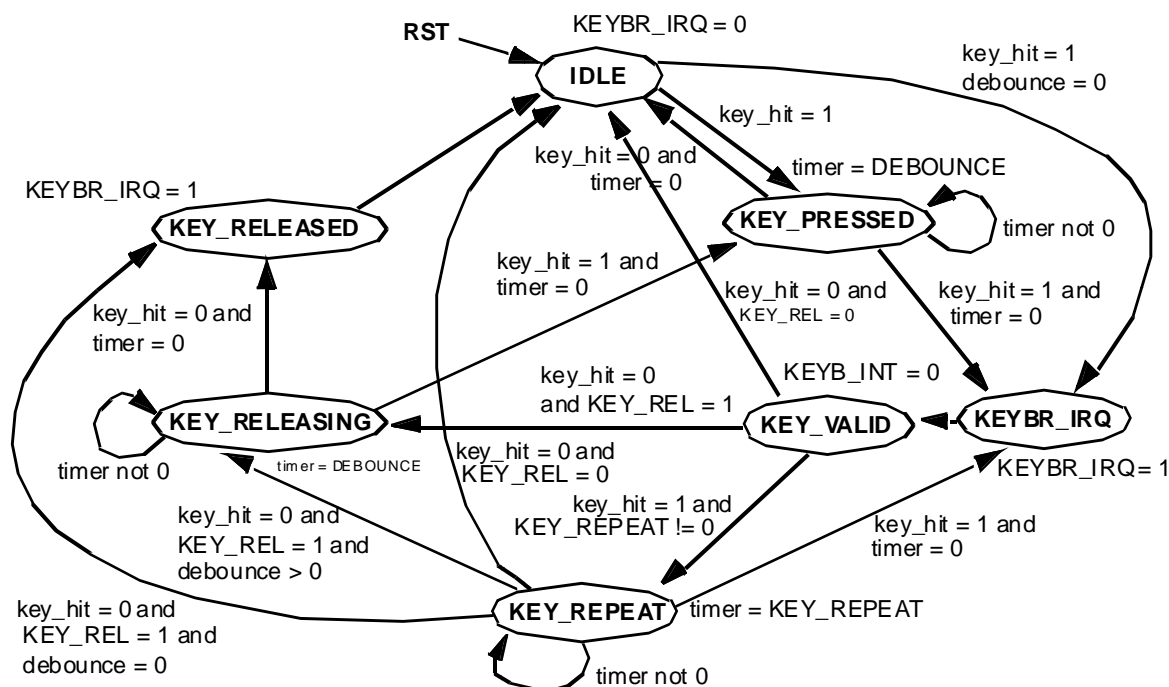 KEYBR_IRQ = 0
RST
IDLE
key_hit = 1
debounce = 0
key_hit = 1
key_hit = 0 and
timer = 0
timer = DEBOUNCE
KEYBR_IRQ = 1
KEY_RELEASED
KEY_PRESSED
timer not 0
key_hit = 1 and
timer = 0
key_hit = 0 and
KEY_REL = 0
key_hit = 1 and
timer = 0
key_hit = 0 and
timer = 0
key_hit = 0
and KEY_REL = 1
KEYB_INT = 0
KEY_RELEASING
KEY_VALID
KEYBR_IRQ
timer not 0
timer = DEBOUNCE
key_hit = 0 and
KEY_REL = 0
KEYBR_IRQ= 1
key_hit = 0 and
KEY_REL = 1 and
debounce > 0
key_hit = 1 and
KEY_REPEAT != 0
key_hit = 1 and
timer = 0
key_hit = 0 and
KEY_REL = 1 and
debounce = 0
KEY_REPEAT
timer = KEY_REPEAT
timer not 0